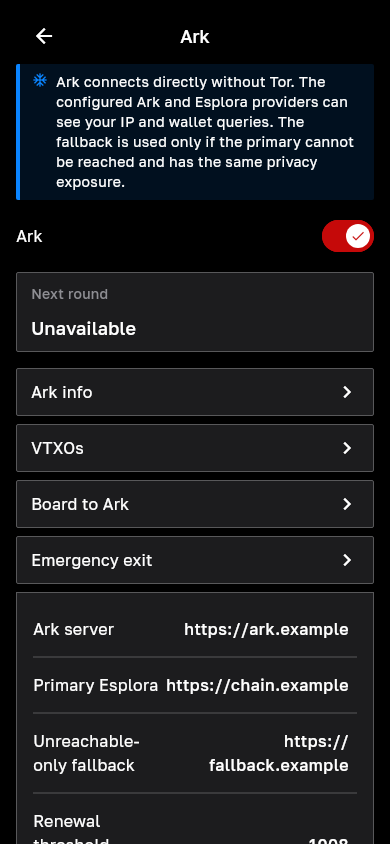 Ark
Ark connects directly without Tor. The
configured Ark and Esplora providers can
see your IP and wallet queries. The
fallback is used only if the primary cannot
be reached and has the same privacy
exposure.
Ark
Next round
Unavailable
Ark info
VTXOs
Board to Ark
Emergency exit
Ark server https://ark.example
Primary Esplora https://chain.example
Unreachable- https://
only fallback fallback.example
Renewal
threshold 1008